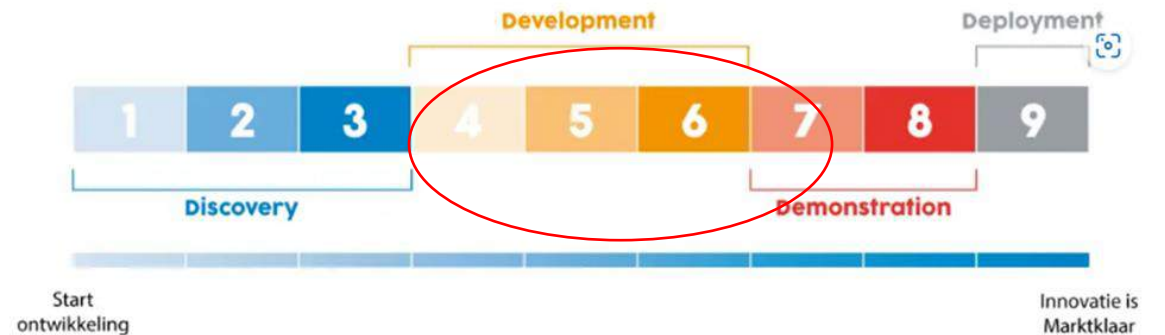 Development
Deployment
1 2 3 4 5 6 7 8 9
Discovery
Demonstration
Start
ontwikkeling
Innovatie is
Marktklaar